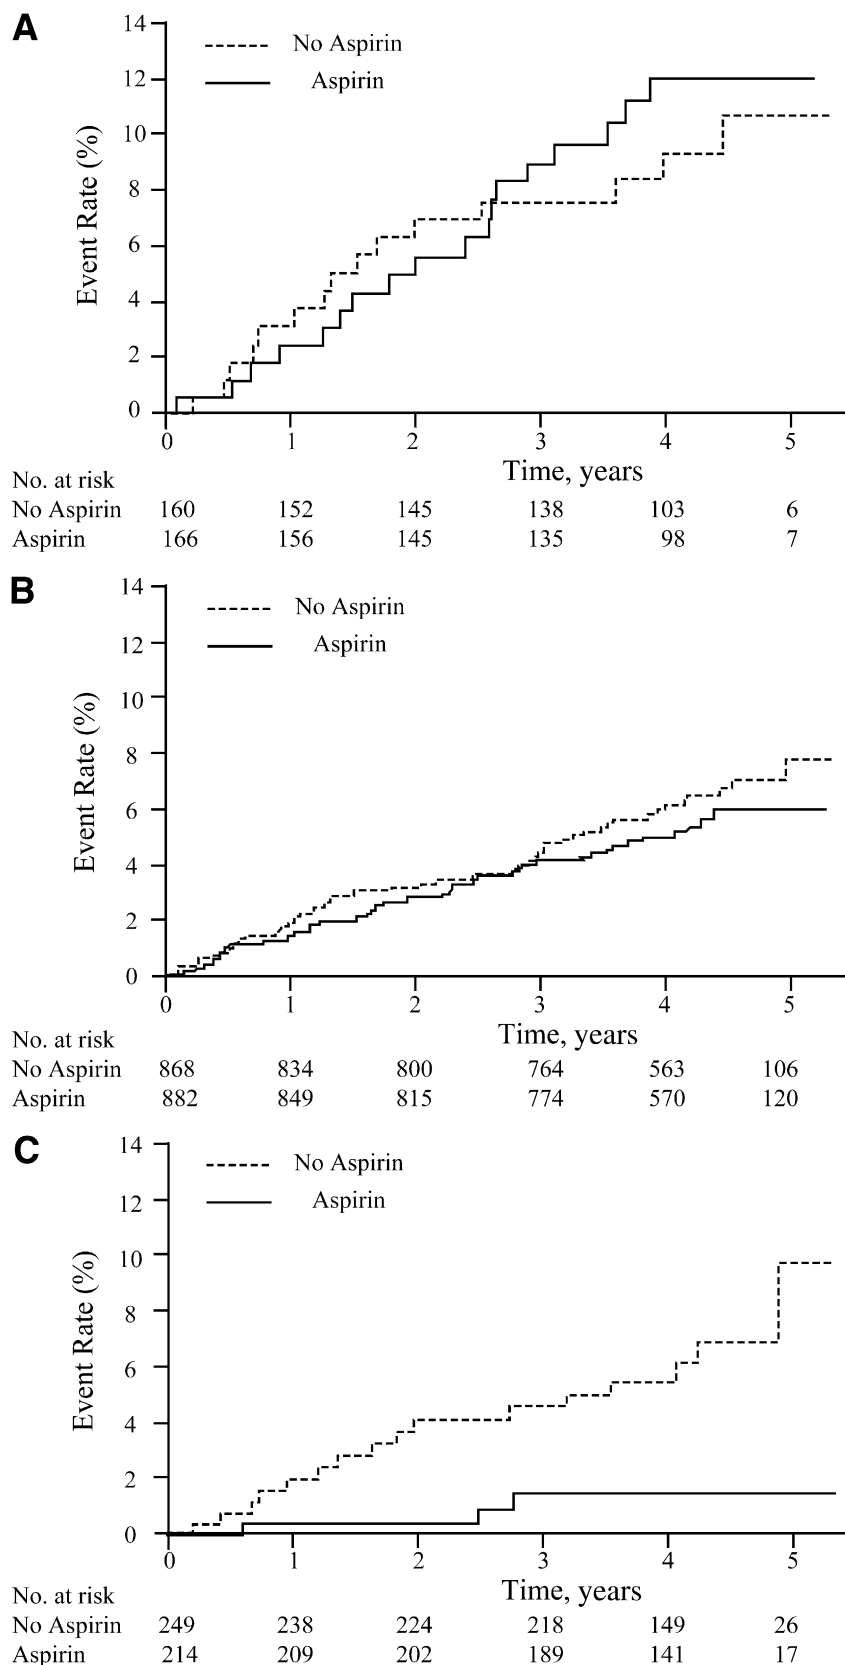 A
14
No Aspirin
12
Aspirin
10
8
6
4
2
0
Event Rate (%)
0 1 2 3 4 5
Time, years
No. at risk
No Aspirin 160 152 145 138 103 6
Aspirin 166 156 145 135 98 7
B
14
No Aspirin
12
Aspirin
10
8
6
4
2
0
Event Rate (%)
0 1 2 3 4 5
Time, years
No. at risk
No Aspirin 868 834 800 764 563 106
Aspirin 882 849 815 774 570 120
C
14
No Aspirin
12
Aspirin
10
8
6
4
2
0
Event Rate (%)
0 1 2 3 4 5
Time, years
No. at risk
No Aspirin 249 238 224 218 149 26
Aspirin 214 209 202 189 141 17